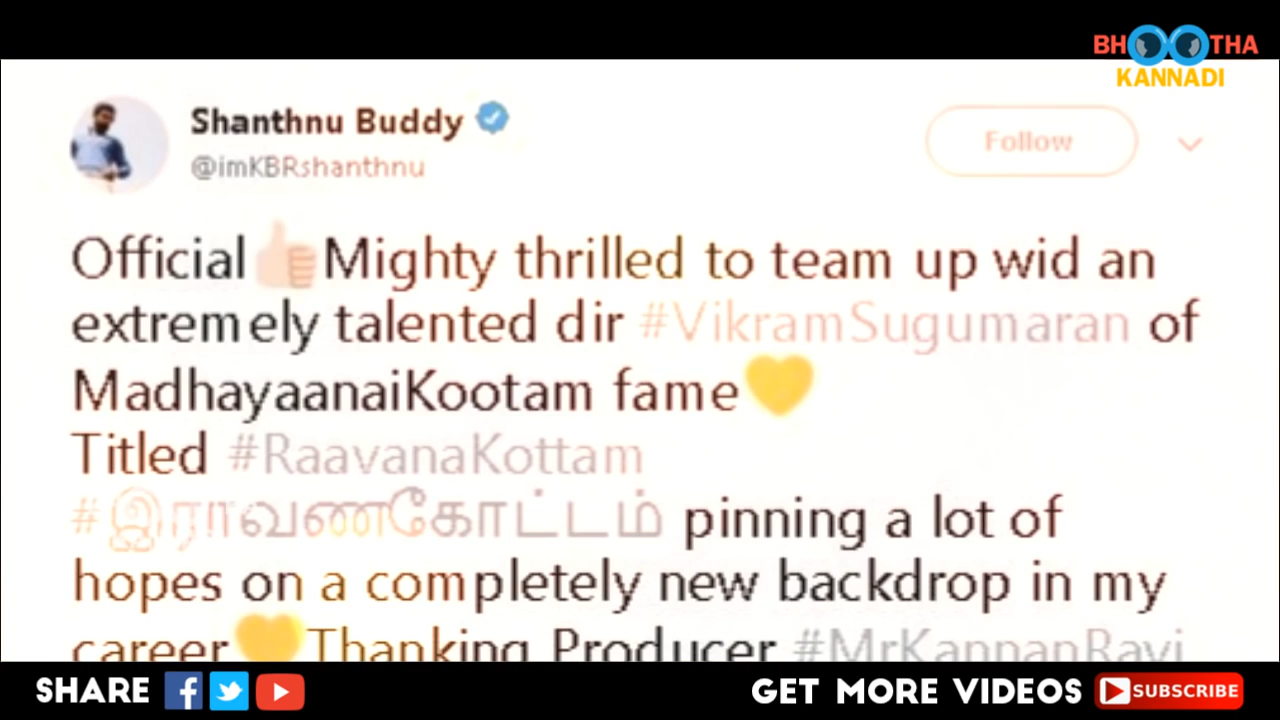 BHOOTHA
KANNADI
Shanthnu Buddy
@imKBRshanthnu
Follow
Official 👍Mighty thrilled to team up wid an
extremely talented dir #VikramSugumaran of
MadhayaanaiKootam fame💛
Titled #RaavanaKottam
#இராவணகோட்டம் pinning a lot of
hopes on a completely new backdrop in my
career💛Thanking Producer #MrKannanRavi
SHARE
GET MORE VIDEOS
SUBSCRIBE